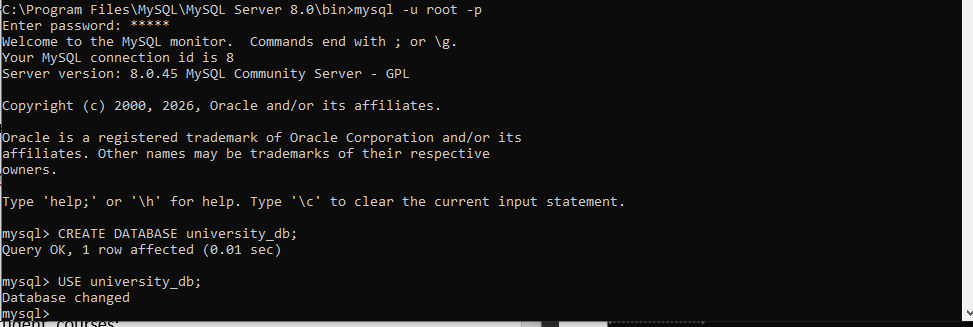 C:\Program Files\MySQL\MySQL Server 8.0\bin>mysql -u root -p
Enter password: *****
Welcome to the MySQL monitor.  Commands end with ; or \g.
Your MySQL connection id is 8
Server version: 8.0.45 MySQL Community Server - GPL
Copyright (c) 2000, 2026, Oracle and/or its affiliates.
Oracle is a registered trademark of Oracle Corporation and/or its
affiliates. Other names may be trademarks of their respective
owners.
Type 'help;' or '\h' for help. Type '\c' to clear the current input statement.
mysql> CREATE DATABASE university_db;
Query OK, 1 row affected (0.01 sec)
mysql> USE university_db;
Database changed
mysql>